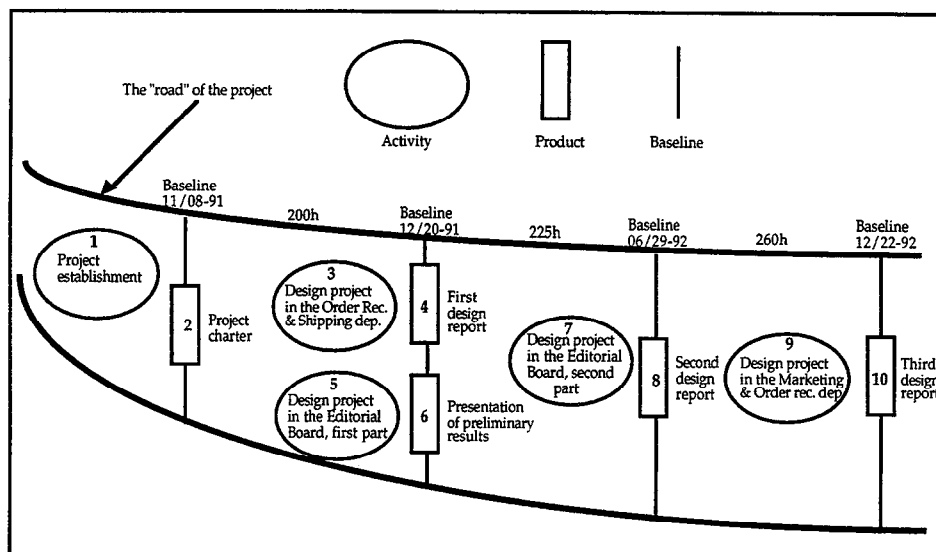 The "road" of the project
Activity
Product
Baseline
Baseline
11/08-91
200h
Baseline
12/20-91
225h
Baseline
06/29-92
260h
Baseline
12/22-92
1
Project
establishment
2
Project
charter
3
Design project
in the Order Rec.
& Shipping dep.
4
First
design
report
5
Design project
in the Editorial
Board, first part
6
Presentation
of preliminary
results
7
Design project
in the Editorial
Board, second
part
8
Second
design
report
9
Design project
in the Marketing
& Order rec. dep
10
Third
design
report